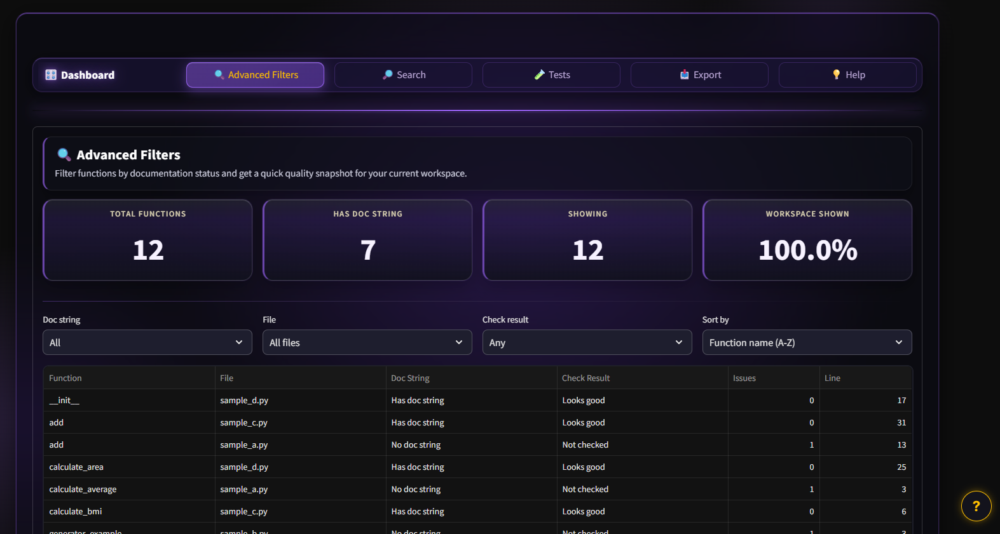 Dashboard
Advanced Filters
Search
Tests
Export
Help
Advanced Filters
Filter functions by documentation status and get a quick quality snapshot for your current workspace.
TOTAL FUNCTIONS
12
HAS DOC STRING
7
SHOWING
12
WORKSPACE SHOWN
100.0%
Doc string
All
File
All files
Check result
Any
Sort by
Function name (A-Z)
Function File Doc String Check Result Issues Line
__init__ sample_d.py Has doc string Looks good 0 17
add sample_c.py Has doc string Looks good 0 31
add sample_a.py No doc string Not checked 1 13
calculate_area sample_d.py Has doc string Looks good 0 25
calculate_average sample_a.py No doc string Not checked 1 3
calculate_bmi sample_c.py Has doc string Looks good 0 6
generator_example sample_b.py No doc string Not checked 1 3
?